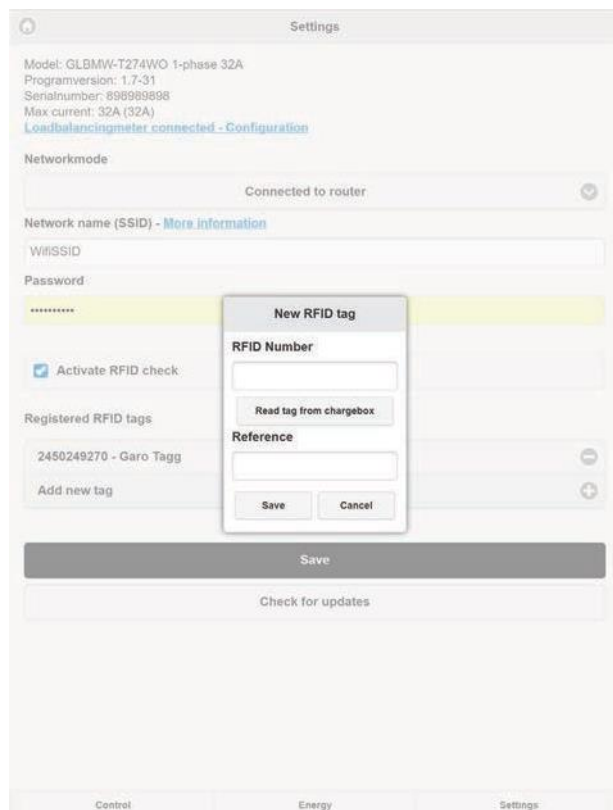 Settings
Model: GLBMW-T274WO 1-phase 32A
Programversion: 1.7-31
Serialnumber: 898989898
Max current: 32A (32A)
Loadbalancingmeter connected - Configuration
Networkmode
Connected to router
Network name (SSID) - More information
WifiSSID
Password
••••••••••
New RFID tag
RFID Number
Activate RFID check
Read tag from chargebox
Registered RFID tags
Reference
2450249270 - Garo Tagg
Add new tag
Save Cancel
Save
Check for updates
Control Energy Settings